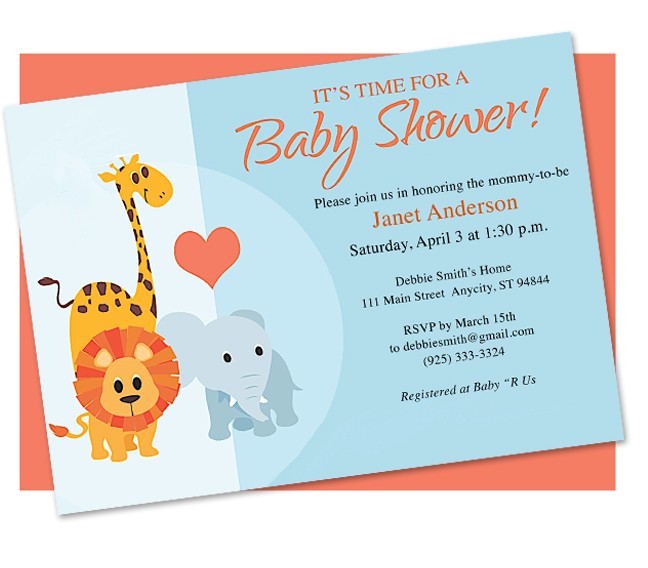 IT'S TIME FOR A
Baby Shower!
Please join us in honoring the mommy-to-be
Janet Anderson
Saturday, April 3 at 1:30 p.m.
Debbie Smith's Home
111 Main Street  Anycity, ST 94844
RSVP by March 15th
to debbiesmith@gmail.com
(925) 333-3324
Registered at Baby “R Us